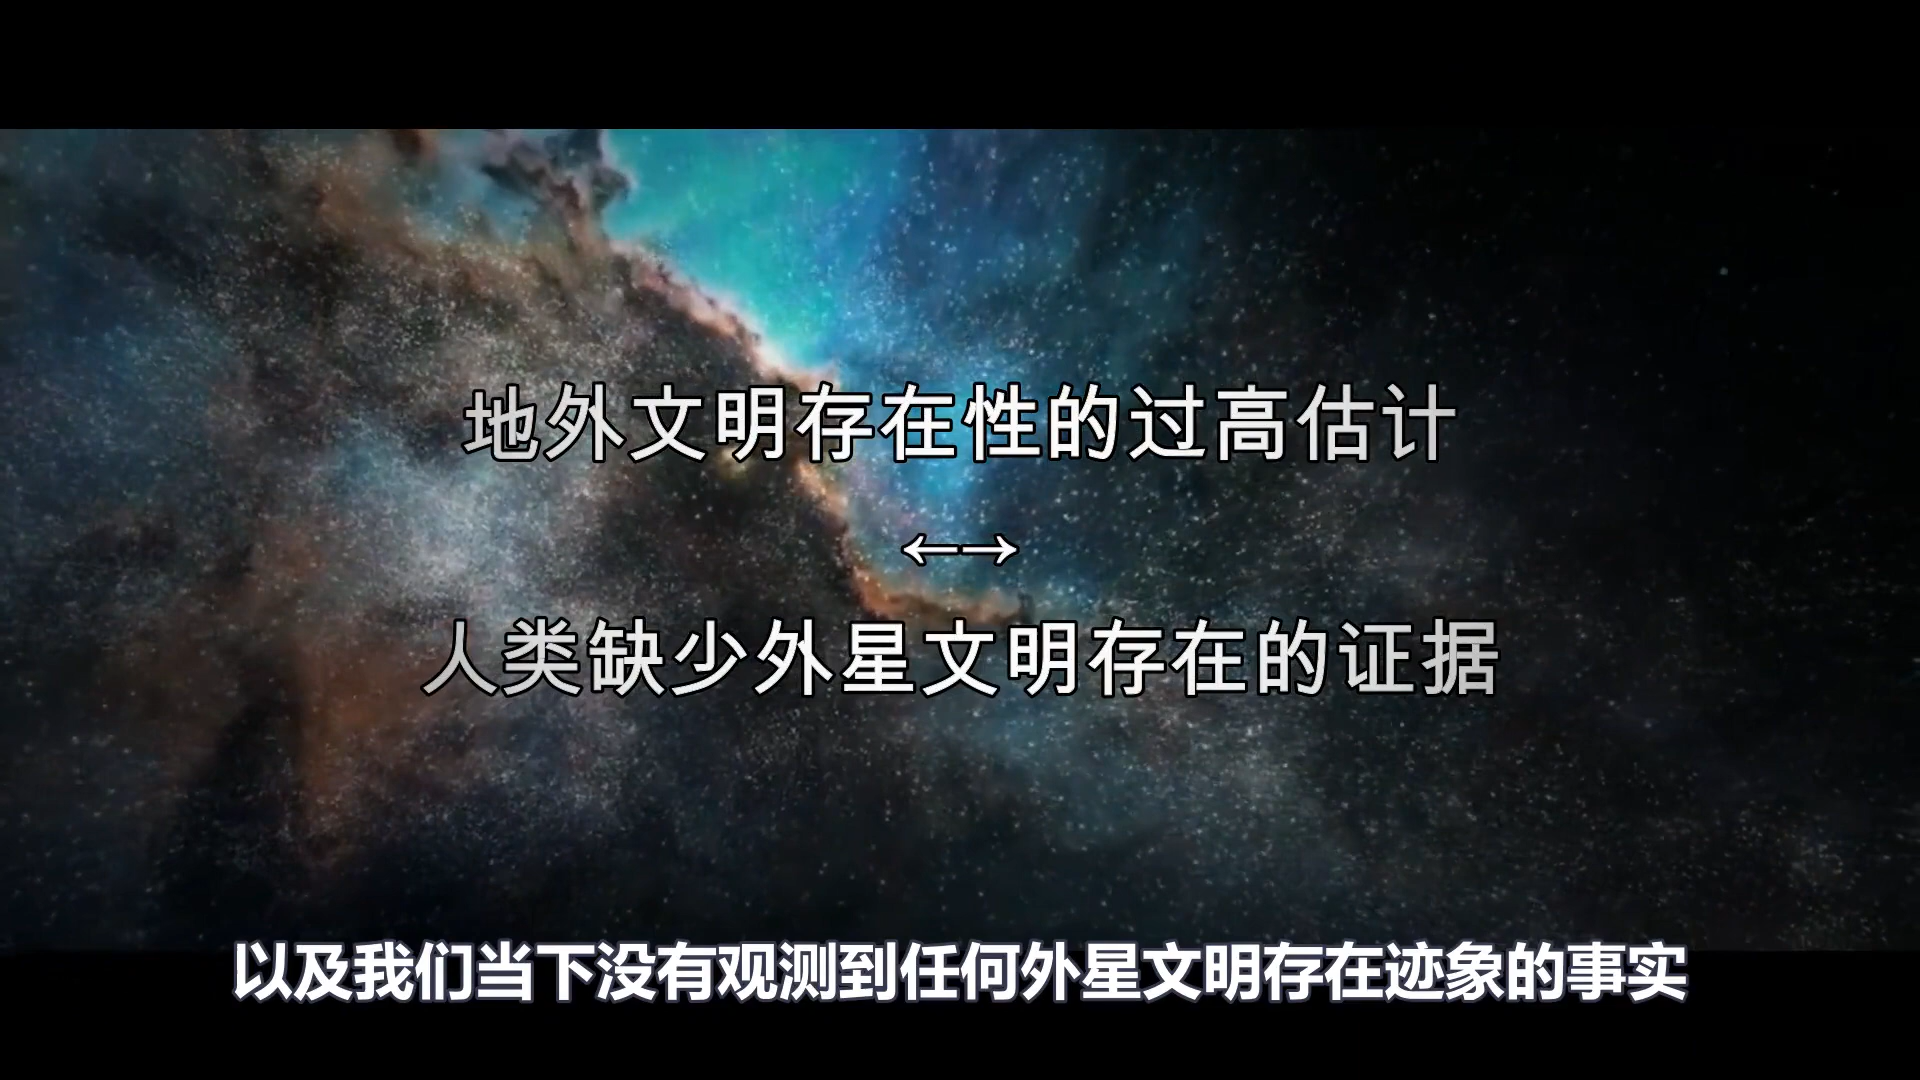 地外文明存在性的过高估计
←→
人类缺少外星文明存在的证据
以及我们当下没有观测到任何外星文明存在迹象的事实